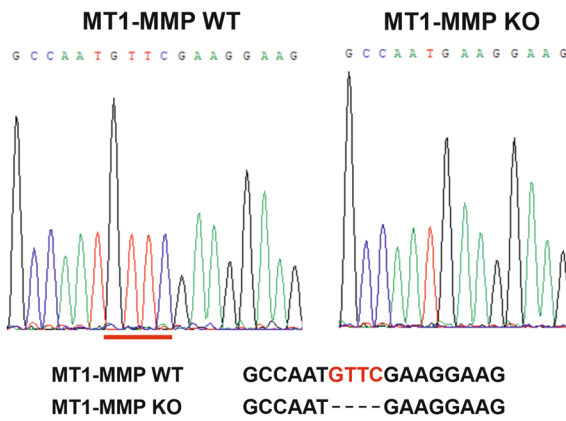 MT1-MMP WT MT1-MMP KO
G C C A A T G T T C G A A G G A A G G C C A A T G A A G G A A G
MT1-MMP WT GCCAATGTTCGAAGGAAG
MT1-MMP KO GCCAAT----GAAGGAAG